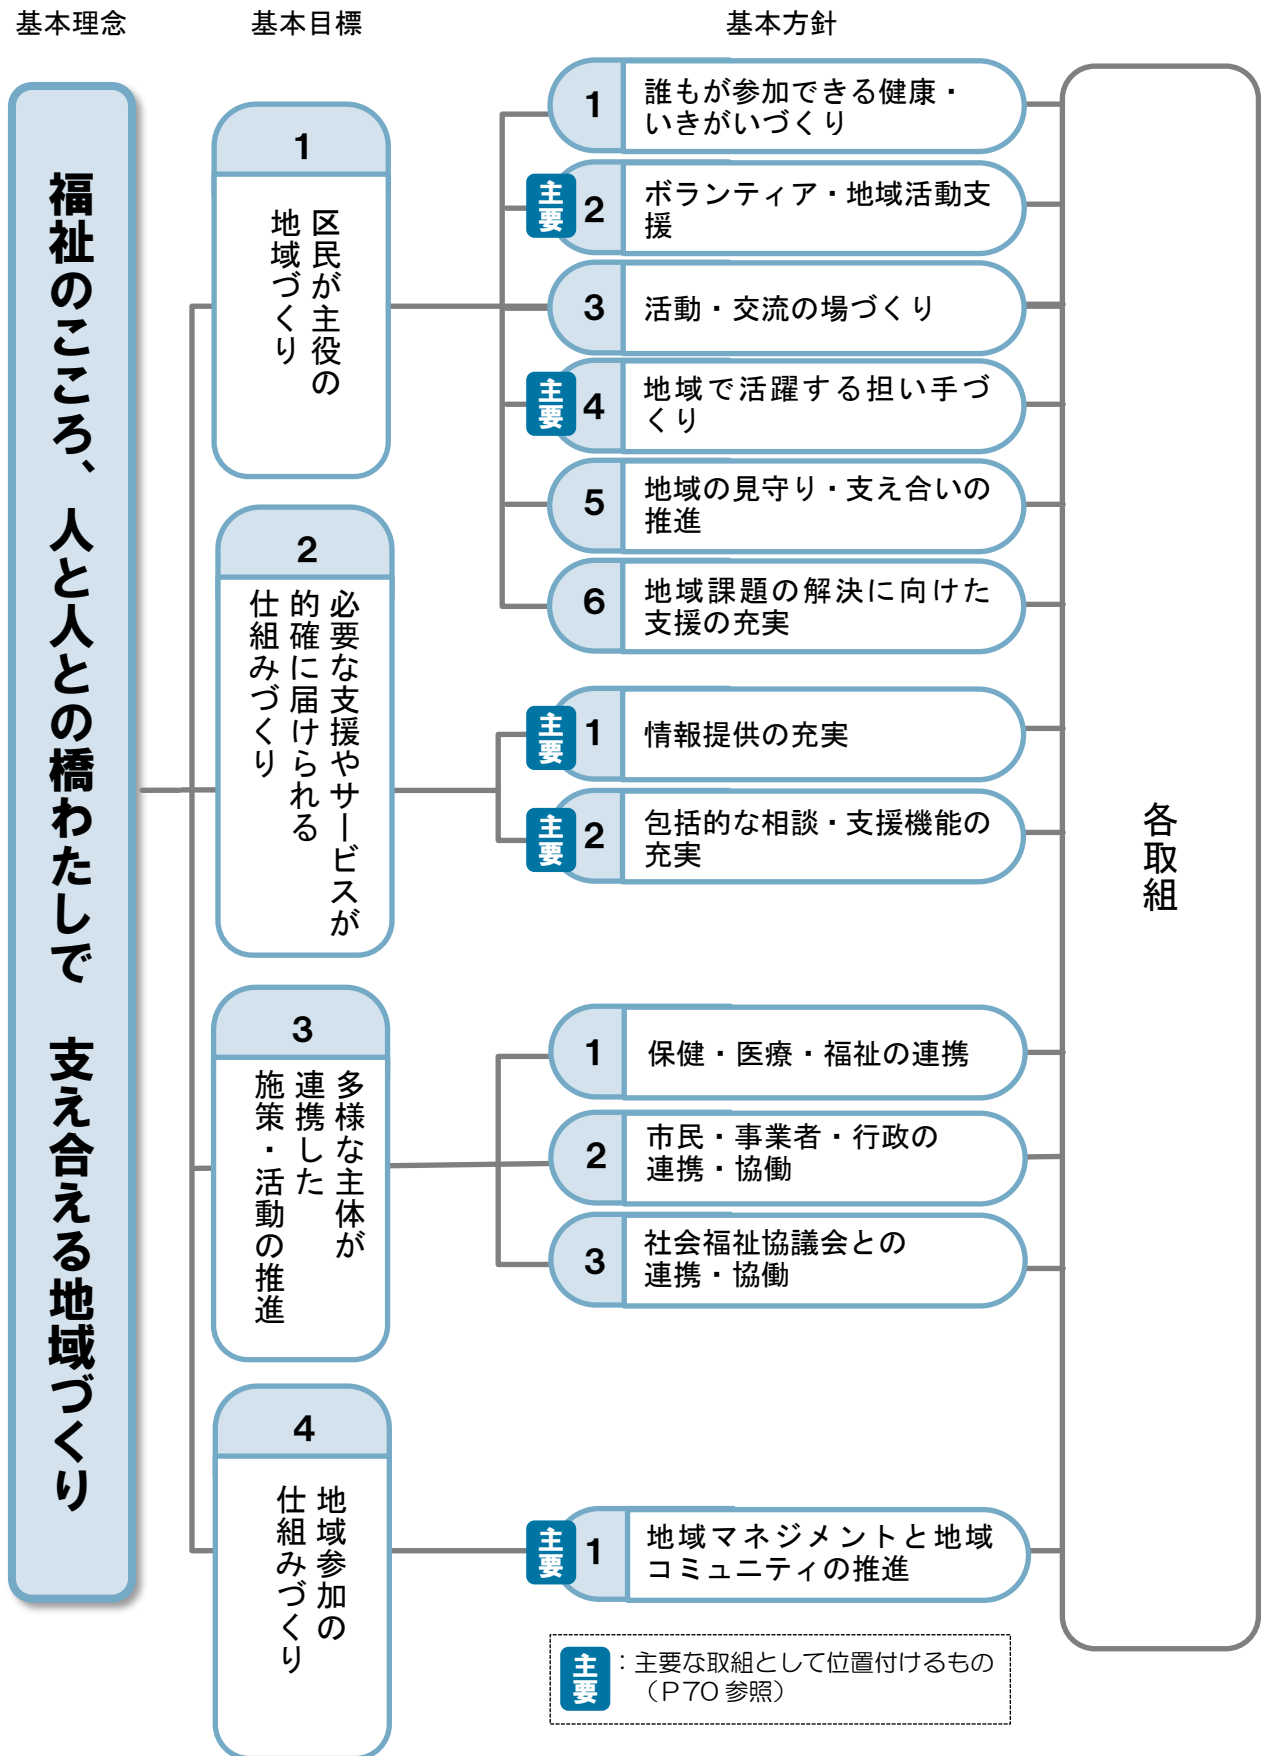 基本理念
基本目標
基本方針
福祉のこころ、人と人との橋わたしで　支え合える地域づくり
1
区民が主役の
地域づくり
1
誰もが参加できる健康・
いきがいづくり
主要
2
ボランティア・地域活動支
援
3
活動・交流の場づくり
主要
4
地域で活躍する担い手づ
くり
5
地域の見守り・支え合いの
推進
6
地域課題の解決に向けた
支援の充実
2
必要な支援やサービスが
的確に届けられる
仕組みづくり
主要
1
情報提供の充実
主要
2
包括的な相談・支援機能の
充実
3
多様な主体が
連携した
施策・活動の推進
1
保健・医療・福祉の連携
2
市民・事業者・行政の
連携・協働
3
社会福祉協議会との
連携・協働
4
地域参加の
仕組みづくり
主要
1
地域マネジメントと地域
コミュニティの推進
各取組
主要
：主要な取組として位置付けるもの
（P70 参照）